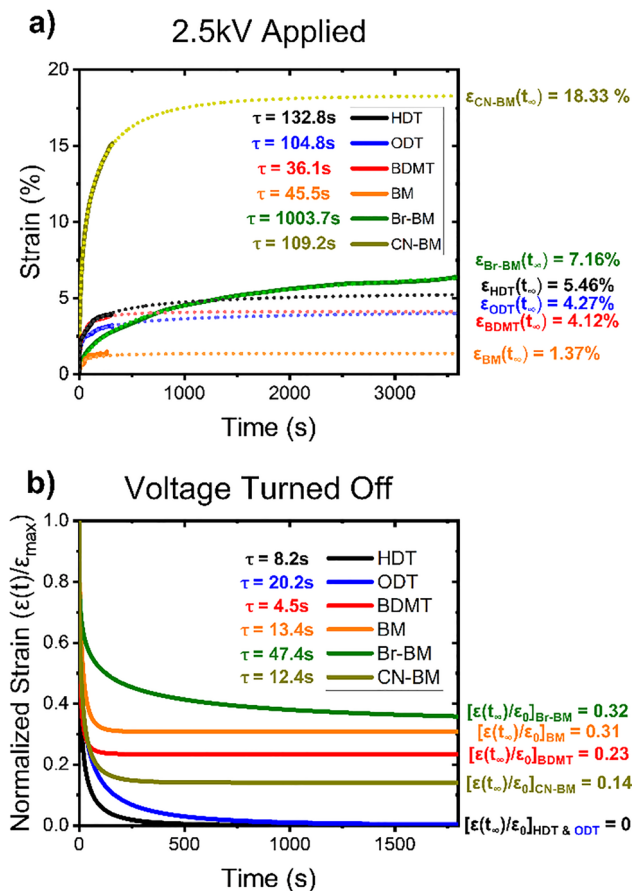 a) 2.5kV Applied
Strain (%)
20
15
10
5
0
τ = 132.8s HDT
τ = 104.8s ODT
τ = 36.1s BDMT
τ = 45.5s BM
τ = 1003.7s Br-BM
τ = 109.2s CN-BM
εCN-BM(t∞) = 18.33 %
εBr-BM(t∞) = 7.16%
εHDT(t∞) = 5.46%
εODT(t∞) = 4.27%
εBDMT(t∞) = 4.12%
εBM(t∞) = 1.37%
0 1000 2000 3000
Time (s)
b) Voltage Turned Off
Normalized Strain (ε(t)/εmax)
1.0
0.8
0.6
0.4
0.2
0.0
τ = 8.2s HDT
τ = 20.2s ODT
τ = 4.5s BDMT
τ = 13.4s BM
τ = 47.4s Br-BM
τ = 12.4s CN-BM
[ε(t∞)/ε0]Br-BM = 0.32
[ε(t∞)/ε0]BM = 0.31
[ε(t∞)/ε0]BDMT = 0.23
[ε(t∞)/ε0]CN-BM = 0.14
[ε(t∞)/ε0]HDT & ODT = 0
0 500 1000 1500
Time (s)